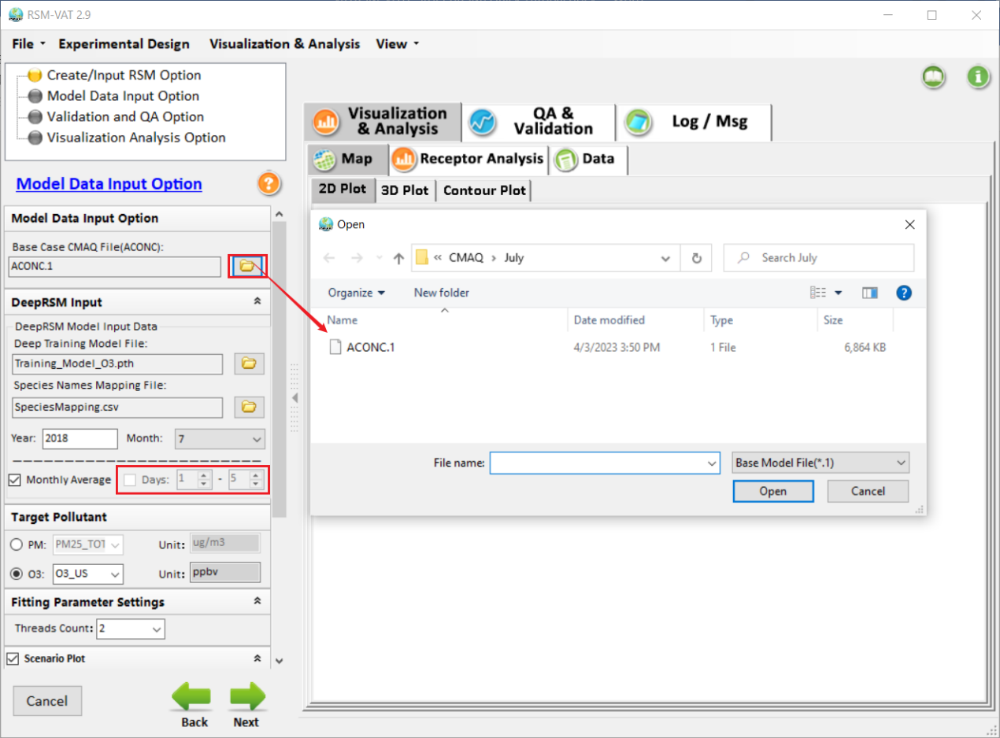 RSM-VAT 2.9
File Experimental Design Visualization & Analysis View
Create/Input RSM Option
Model Data Input Option
Validation and QA Option
Visualization Analysis Option
Model Data Input Option
?
Model Data Input Option
Base Case CMAQ File(ACONC):
ACONC.1
DeepRSM Input
DeepRSM Model Input Data
Deep Training Model File:
Training_Model_O3.pth
Species Names Mapping File:
SpeciesMapping.csv
Year: 2018 Month: 7
Monthly Average Days: 1 - 5
Target Pollutant
PM: PM25_TOT Unit: ug/m3
O3: O3_US Unit: ppbv
Fitting Parameter Settings
Threads Count: 2
Scenario Plot
Cancel
Back Next
i
Visualization
& Analysis
QA &
Validation
Log / Msg
Map Receptor Analysis Data
2D Plot 3D Plot Contour Plot
Open
« CMAQ › July
Search July
Organize New folder
?
Name Date modified Type Size
ACONC.1 4/3/2023 3:50 PM 1 File 6,864 KB
File name: Base Model File(*.1)
Open Cancel